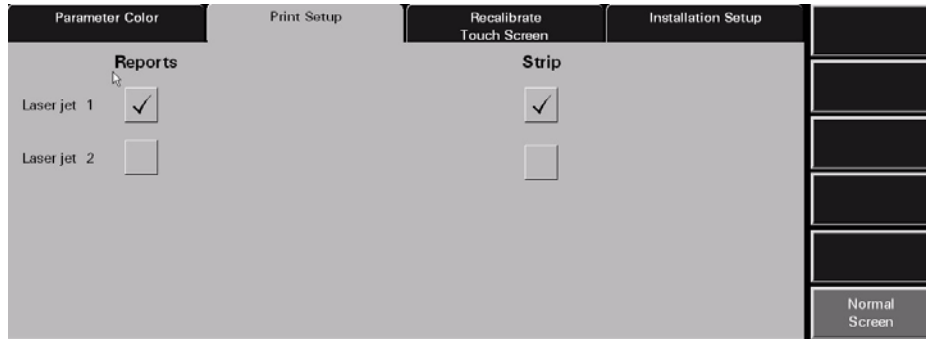 Parameter Color
Print Setup
Recalibrate
Touch Screen
Installation Setup
Reports
Strip
Laser jet 1
Laser jet 2
Normal
Screen